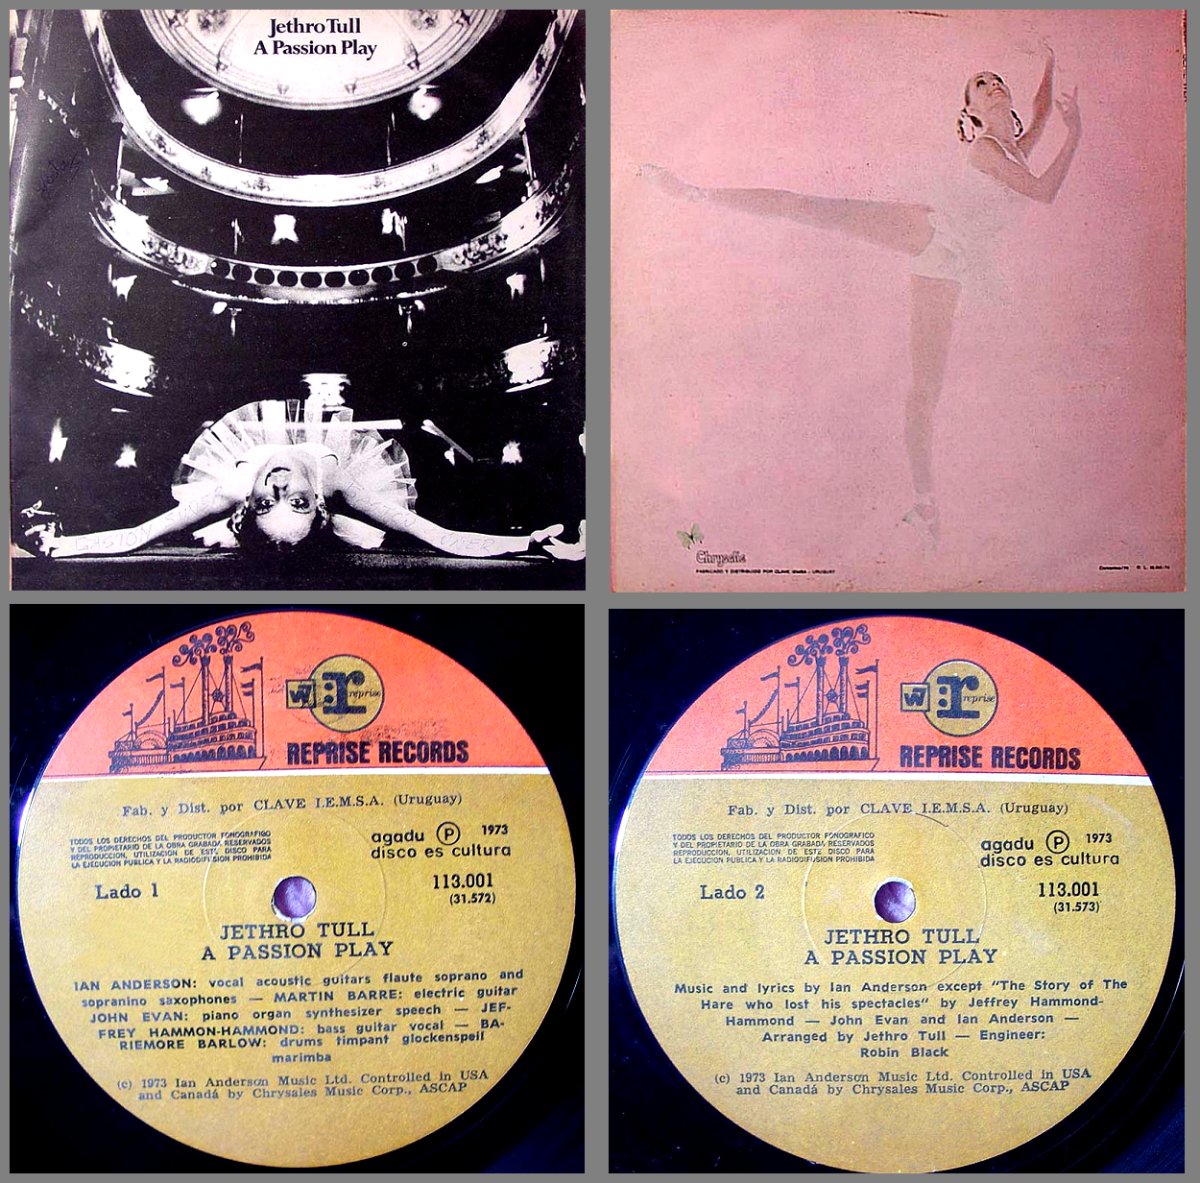 Jethro Tull
A Passion Play
GASTON
Chrysalis
FABRICADO Y DISTRIBUIDO POR CLAVE IEMSA - URUGUAY
W
B
r
reprise
REPRISE RECORDS
Fab. y Dist. por CLAVE I.E.M.S.A. (Uruguay)
TODOS LOS DERECHOS DEL PRODUCTOR FONOGRAFICO
Y DEL PROPIETARIO DE LA OBRA GRABADA RESERVADOS
REPRODUCCION, UTILIZACION DE ESTE DISCO PARA
LA EJECUCION PUBLICA Y LA RADIODIFUSION PROHIBIDA
agadu P 1973
disco es cultura
Lado 1
113.001
(31.572)
JETHRO TULL
A PASSION PLAY
IAN ANDERSON: vocal acoustic guitars flaute soprano and
sopranino saxophones — MARTIN BARRE: electric guitar
JOHN EVAN: piano organ synthesizer speech — JEF-
FREY HAMMON-HAMMOND: bass guitar vocal — BA-
RIEMORE BARLOW: drums timpant glockenspeil
marimba
(c) 1973 Ian Anderson Music Ltd. Controlled in USA
and Canadá by Chrysales Music Corp., ASCAP
W
B
r
reprise
REPRISE RECORDS
Fab. y Dist. por CLAVE I.E.M.S.A. (Uruguay)
TODOS LOS DERECHOS DEL PRODUCTOR FONOGRAFICO
Y DEL PROPIETARIO DE LA OBRA GRABADA RESERVADOS
REPRODUCCION, UTILIZACION DE ESTE DISCO PARA
LA EJECUCION PUBLICA Y LA RADIODIFUSION PROHIBIDA
agadu P 1973
disco es cultura
Lado 2
113.001
(31.573)
JETHRO TULL
A PASSION PLAY
Music and lyrics by Ian Anderson except "The Story of The
Hare who lost his spectacles" by Jeffrey Hammond-
Hammond — John Evan and Ian Anderson —
Arranged by Jethro Tull — Engineer:
Robin Black
(c) 1973 Ian Anderson Music Ltd. Controlled in USA
and Canadá by Chrysales Music Corp., ASCAP